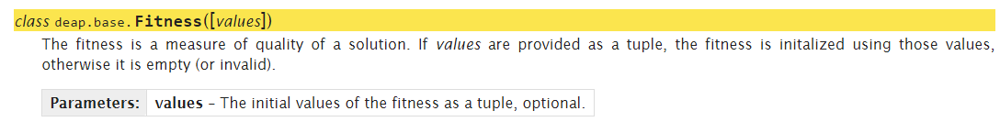 class deap.base.Fitness([values])
The fitness is a measure of quality of a solution. If values are provided as a tuple, the fitness is initalized using those values,
otherwise it is empty (or invalid).
Parameters: values – The initial values of the fitness as a tuple, optional.